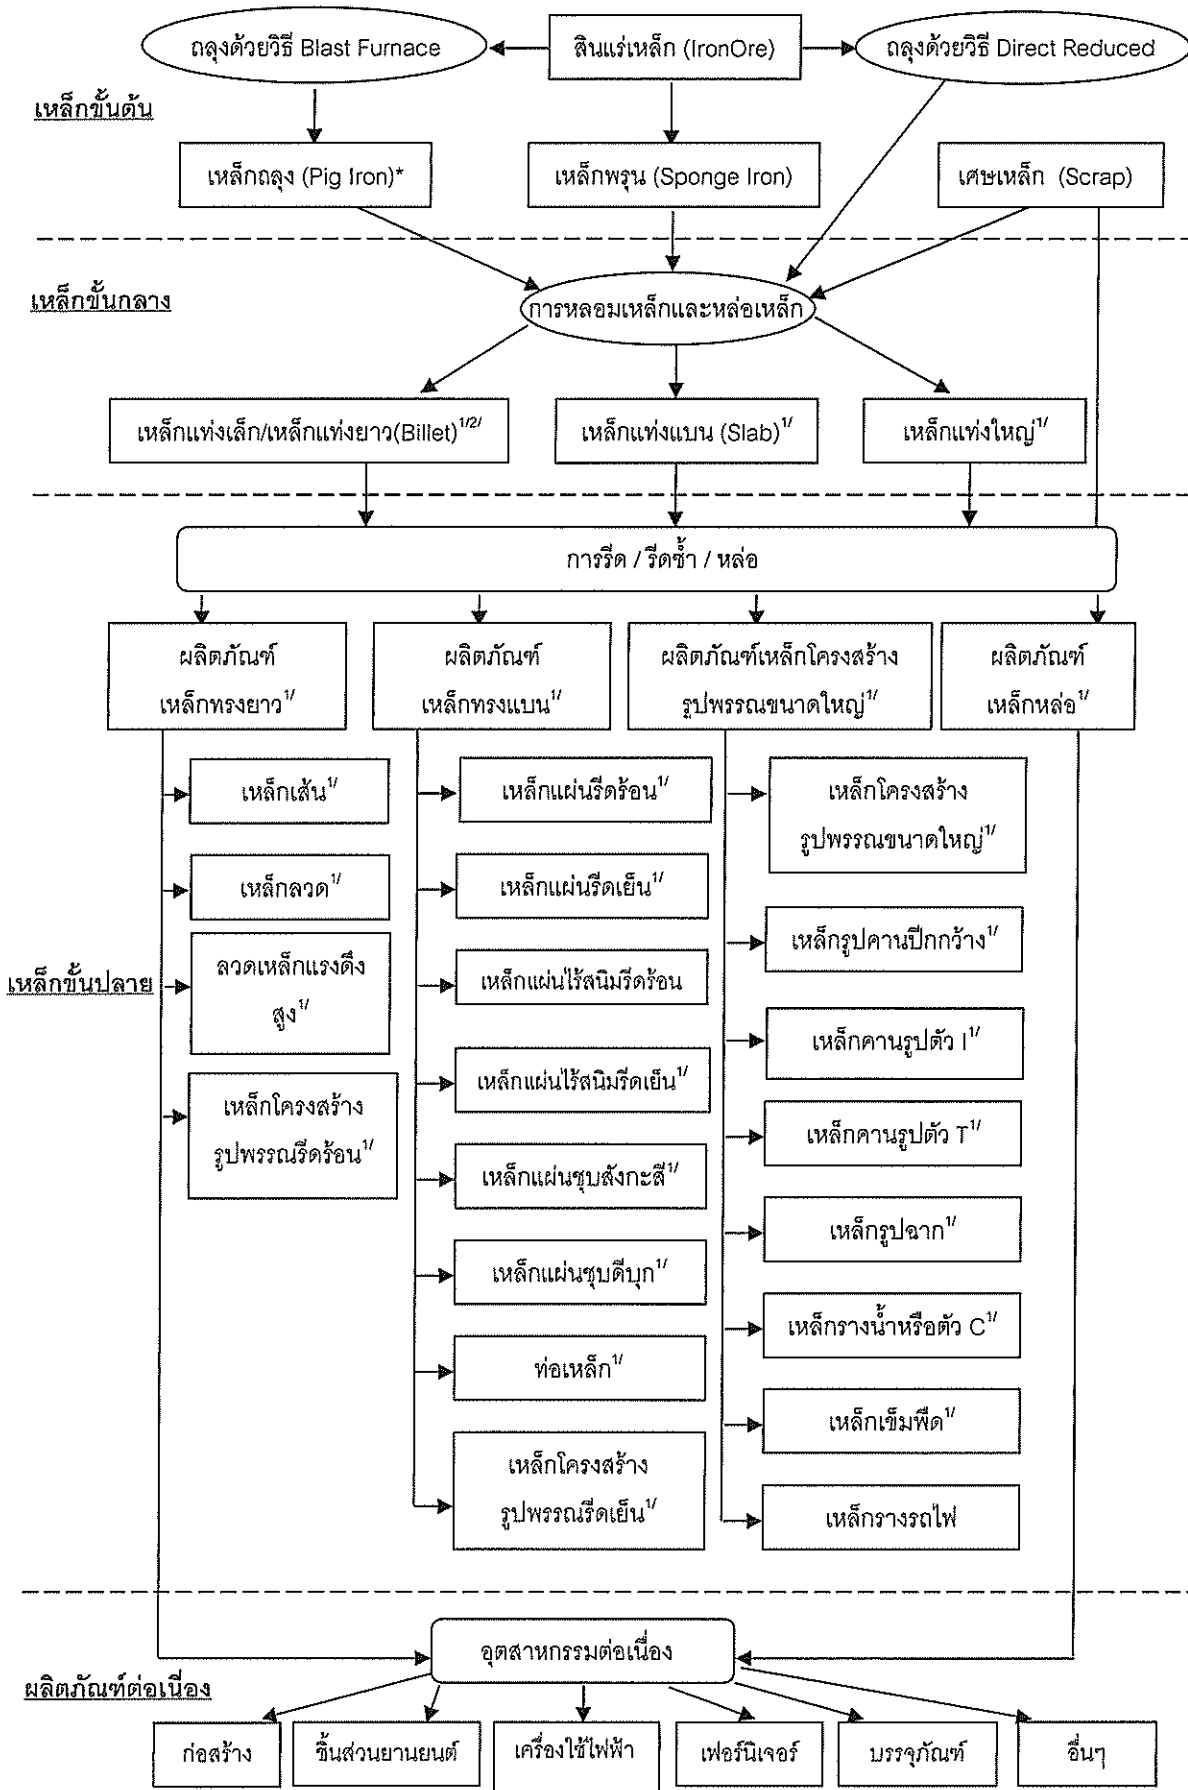 ถลุงด้วยวิธี Blast Furnace
สินแร่เหล็ก (IronOre)
ถลุงด้วยวิธี Direct Reduced
เหล็กขั้นต้น
เหล็กถลุง (Pig Iron)*
เหล็กพรุน (Sponge Iron)
เศษเหล็ก (Scrap)
เหล็กขั้นกลาง
การหลอมเหล็กและหล่อเหล็ก
เหล็กแท่งเล็ก/เหล็กแท่งยาว(Billet)1/2/
เหล็กแท่งแบน (Slab)1/
เหล็กแท่งใหญ่1/
การรีด / รีดซ้ำ / หล่อ
ผลิตภัณฑ์
เหล็กทรงยาว1/
ผลิตภัณฑ์
เหล็กทรงแบน1/
ผลิตภัณฑ์เหล็กโครงสร้าง
รูปพรรณขนาดใหญ่1/
ผลิตภัณฑ์
เหล็กหล่อ1/
เหล็กขั้นปลาย
เหล็กเส้น1/
เหล็กลวด1/
ลวดเหล็กแรงดึง
สูง1/
เหล็กโครงสร้าง
รูปพรรณรีดร้อน1/
เหล็กแผ่นรีดร้อน1/
เหล็กแผ่นรีดเย็น1/
เหล็กแผ่นไร้สนิมรีดร้อน
เหล็กแผ่นไร้สนิมรีดเย็น1/
เหล็กแผ่นชุบสังกะสี1/
เหล็กแผ่นชุบดีบุก1/
ท่อเหล็ก1/
เหล็กโครงสร้าง
รูปพรรณรีดเย็น1/
เหล็กโครงสร้าง
รูปพรรณขนาดใหญ่1/
เหล็กรูปคานปีกกว้าง1/
เหล็กคานรูปตัว I1/
เหล็กคานรูปตัว T1/
เหล็กรูปฉาก1/
เหล็กรางน้ำหรือตัว C1/
เหล็กเข็มพืด1/
เหล็กรางรถไฟ
อุตสาหกรรมต่อเนื่อง
ผลิตภัณฑ์ต่อเนื่อง
ก่อสร้าง
ชิ้นส่วนยานยนต์
เครื่องใช้ไฟฟ้า
เฟอร์นิเจอร์
บรรจุภัณฑ์
อื่นๆ